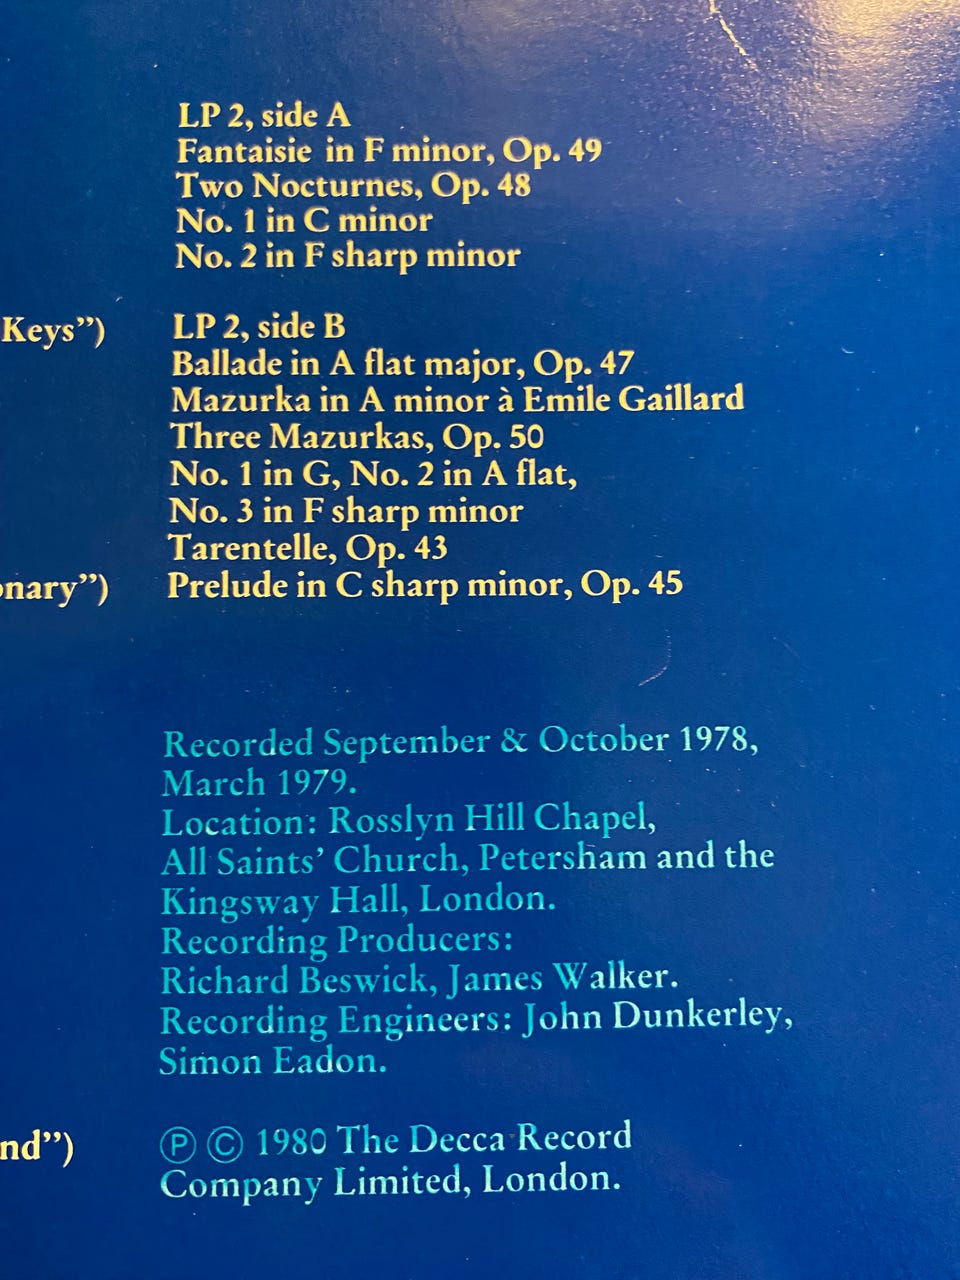 LP 2, side A
Fantaisie in F minor, Op. 49
Two Nocturnes, Op. 48
No. 1 in C minor
No. 2 in F sharp minor
Keys”)
LP 2, side B
Ballade in A flat major, Op. 47
Mazurka in A minor à Emile Gaillard
Three Mazurkas, Op. 50
No. 1 in G, No. 2 in A flat,
No. 3 in F sharp minor
Tarentelle, Op. 43
onary”)
Prelude in C sharp minor, Op. 45
Recorded September & October 1978,
March 1979.
Location: Rosslyn Hill Chapel,
All Saints’ Church, Petersham and the
Kingsway Hall, London.
Recording Producers:
Richard Beswick, James Walker.
Recording Engineers: John Dunkerley,
Simon Eadon.
nd”)
Ⓟ © 1980 The Decca Record
Company Limited, London.